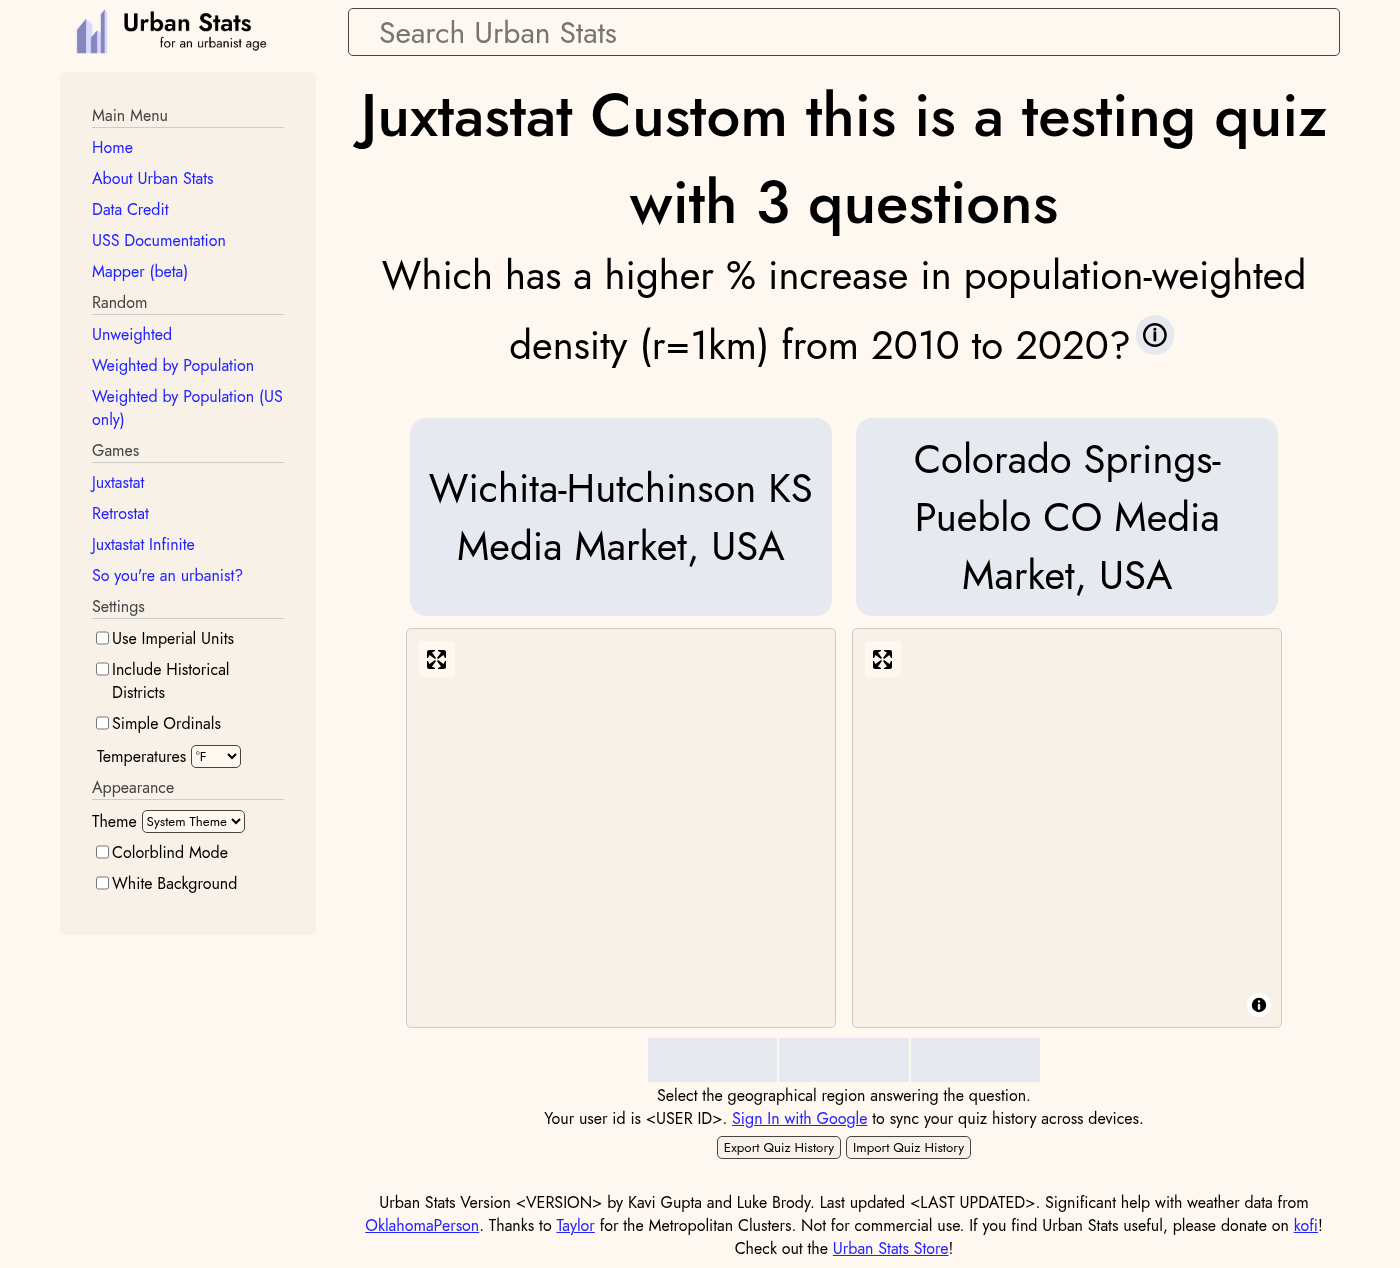 Urban Stats
for an urbanist age
Search Urban Stats
Main Menu
Home
About Urban Stats
Data Credit
USS Documentation
Mapper (beta)
Random
Unweighted
Weighted by Population
Weighted by Population (US
only)
Games
Juxtastat
Retrostat
Juxtastat Infinite
So you're an urbanist?
Settings
Use Imperial Units
Include Historical
Districts
Simple Ordinals
Temperatures °F
Appearance
Theme System Theme
Colorblind Mode
White Background
Juxtastat Custom this is a testing quiz
with 3 questions
Which has a higher % increase in population-weighted
density (r=1km) from 2010 to 2020?
Wichita-Hutchinson KS
Media Market, USA
Colorado Springs-
Pueblo CO Media
Market, USA
Select the geographical region answering the question.
Your user id is <USER ID>. Sign In with Google to sync your quiz history across devices.
Export Quiz History Import Quiz History
Urban Stats Version <VERSION> by Kavi Gupta and Luke Brody. Last updated <LAST UPDATED>. Significant help with weather data from
OklahomaPerson. Thanks to Taylor for the Metropolitan Clusters. Not for commercial use. If you find Urban Stats useful, please donate on kofi!
Check out the Urban Stats Store!